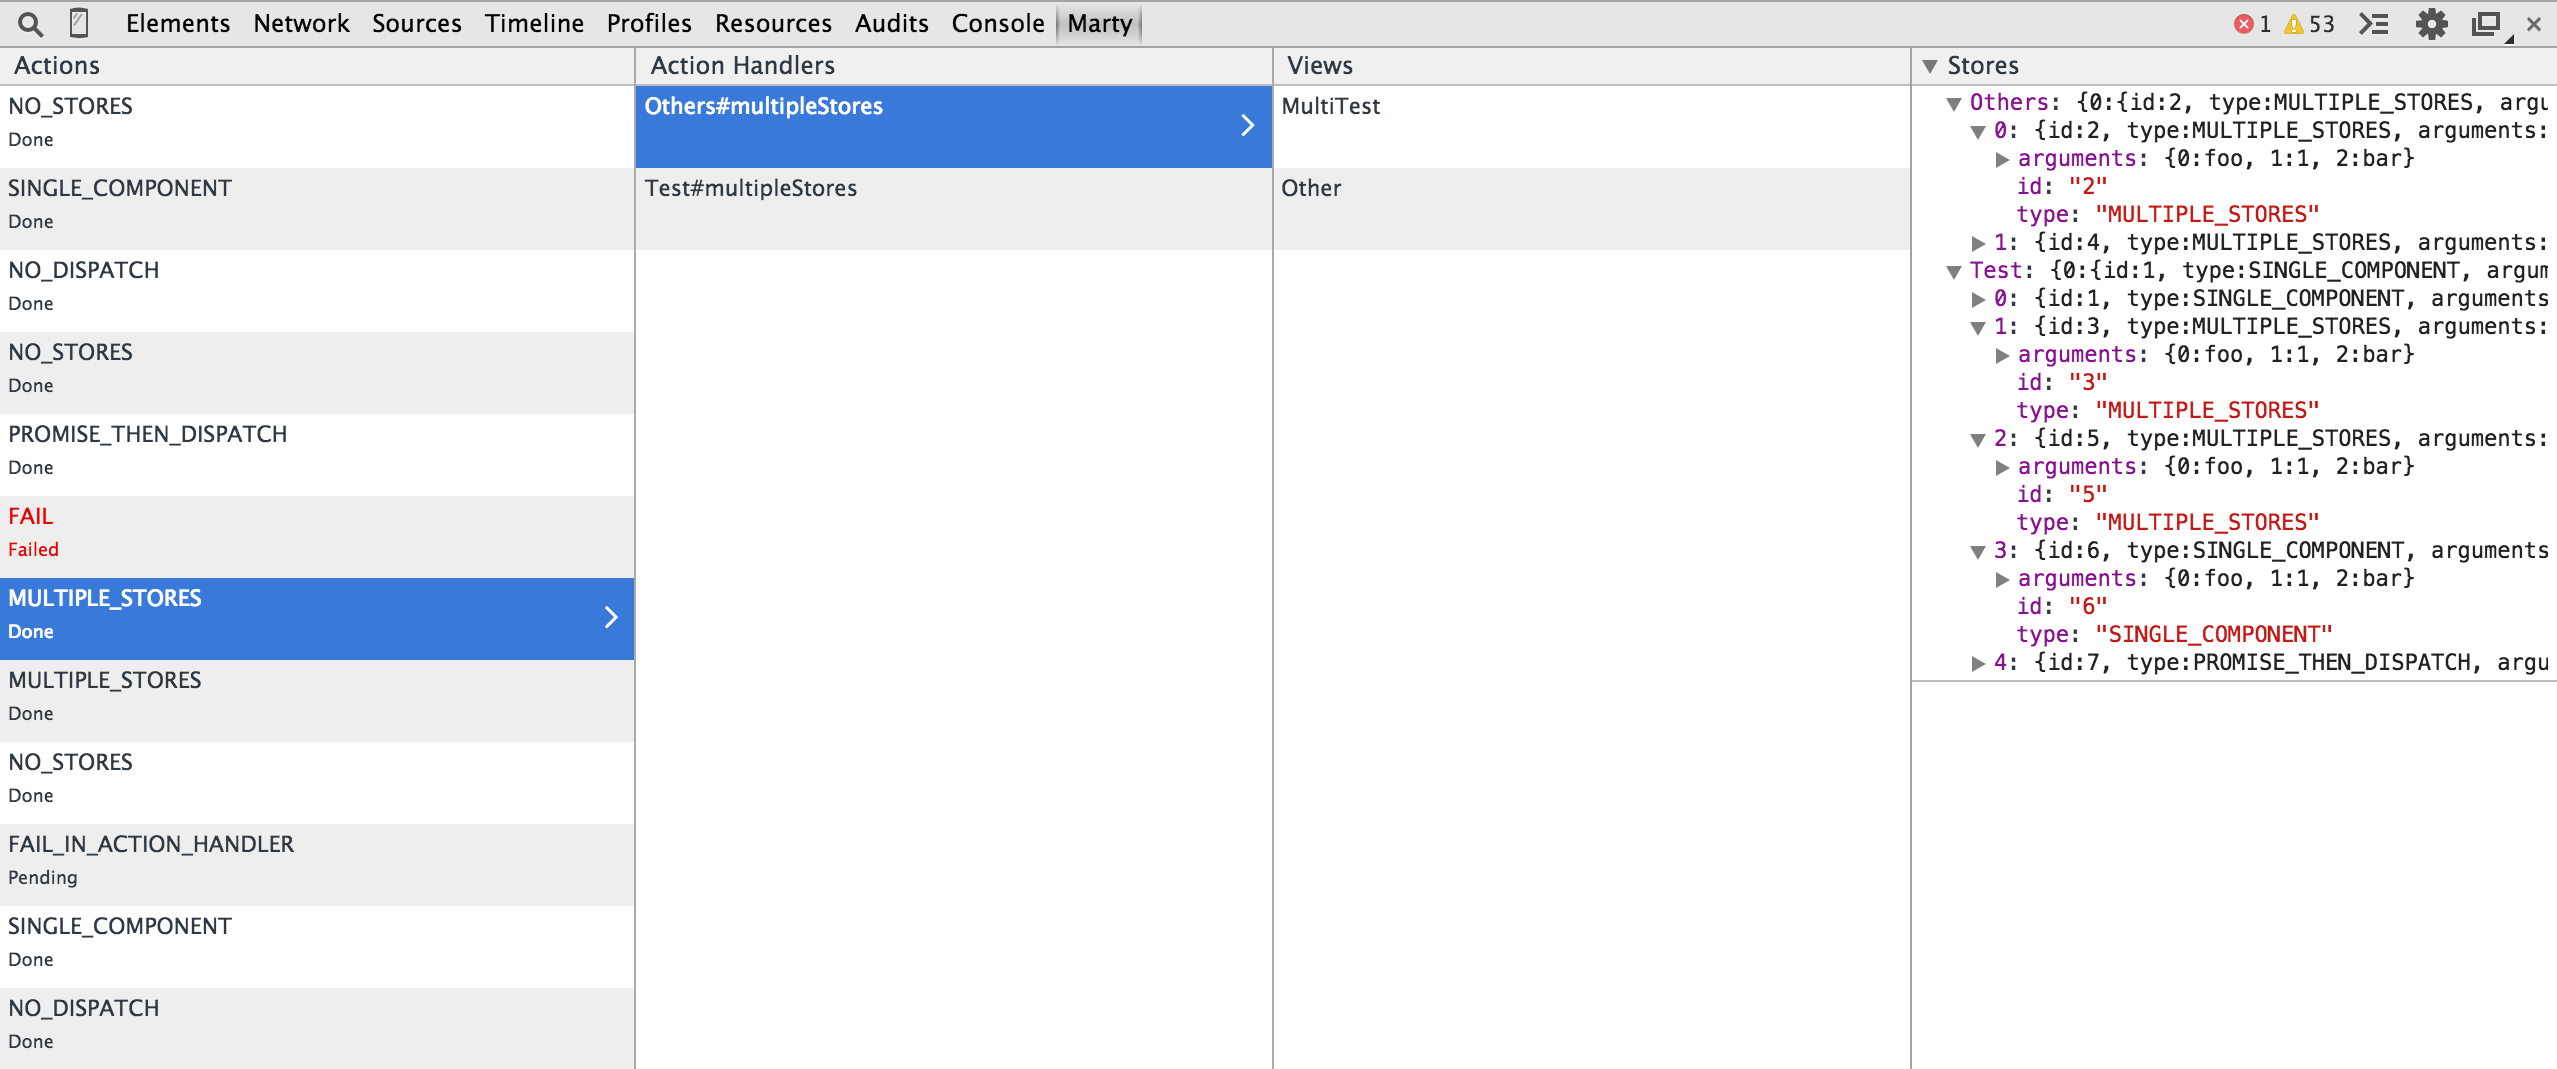 Elements Network Sources Timeline Profiles Resources Audits Console Marty 1 53
Actions
NO_STORES
Done
SINGLE_COMPONENT
Done
NO_DISPATCH
Done
NO_STORES
Done
PROMISE_THEN_DISPATCH
Done
FAIL
Failed
MULTIPLE_STORES
Done
MULTIPLE_STORES
Done
NO_STORES
Done
FAIL_IN_ACTION_HANDLER
Pending
SINGLE_COMPONENT
Done
NO_DISPATCH
Done
Action Handlers
Others#multipleStores
Test#multipleStores
Views
MultiTest
Other
Stores
Others: {0:{id:2, type:MULTIPLE_STORES, argu
0: {id:2, type:MULTIPLE_STORES, arguments:
arguments: {0:foo, 1:1, 2:bar}
id: "2"
type: "MULTIPLE_STORES"
1: {id:4, type:MULTIPLE_STORES, arguments:
Test: {0:{id:1, type:SINGLE_COMPONENT, argum
0: {id:1, type:SINGLE_COMPONENT, arguments
1: {id:3, type:MULTIPLE_STORES, arguments:
arguments: {0:foo, 1:1, 2:bar}
id: "3"
type: "MULTIPLE_STORES"
2: {id:5, type:MULTIPLE_STORES, arguments:
arguments: {0:foo, 1:1, 2:bar}
id: "5"
type: "MULTIPLE_STORES"
3: {id:6, type:SINGLE_COMPONENT, arguments
arguments: {0:foo, 1:1, 2:bar}
id: "6"
type: "SINGLE_COMPONENT"
4: {id:7, type:PROMISE_THEN_DISPATCH, argu